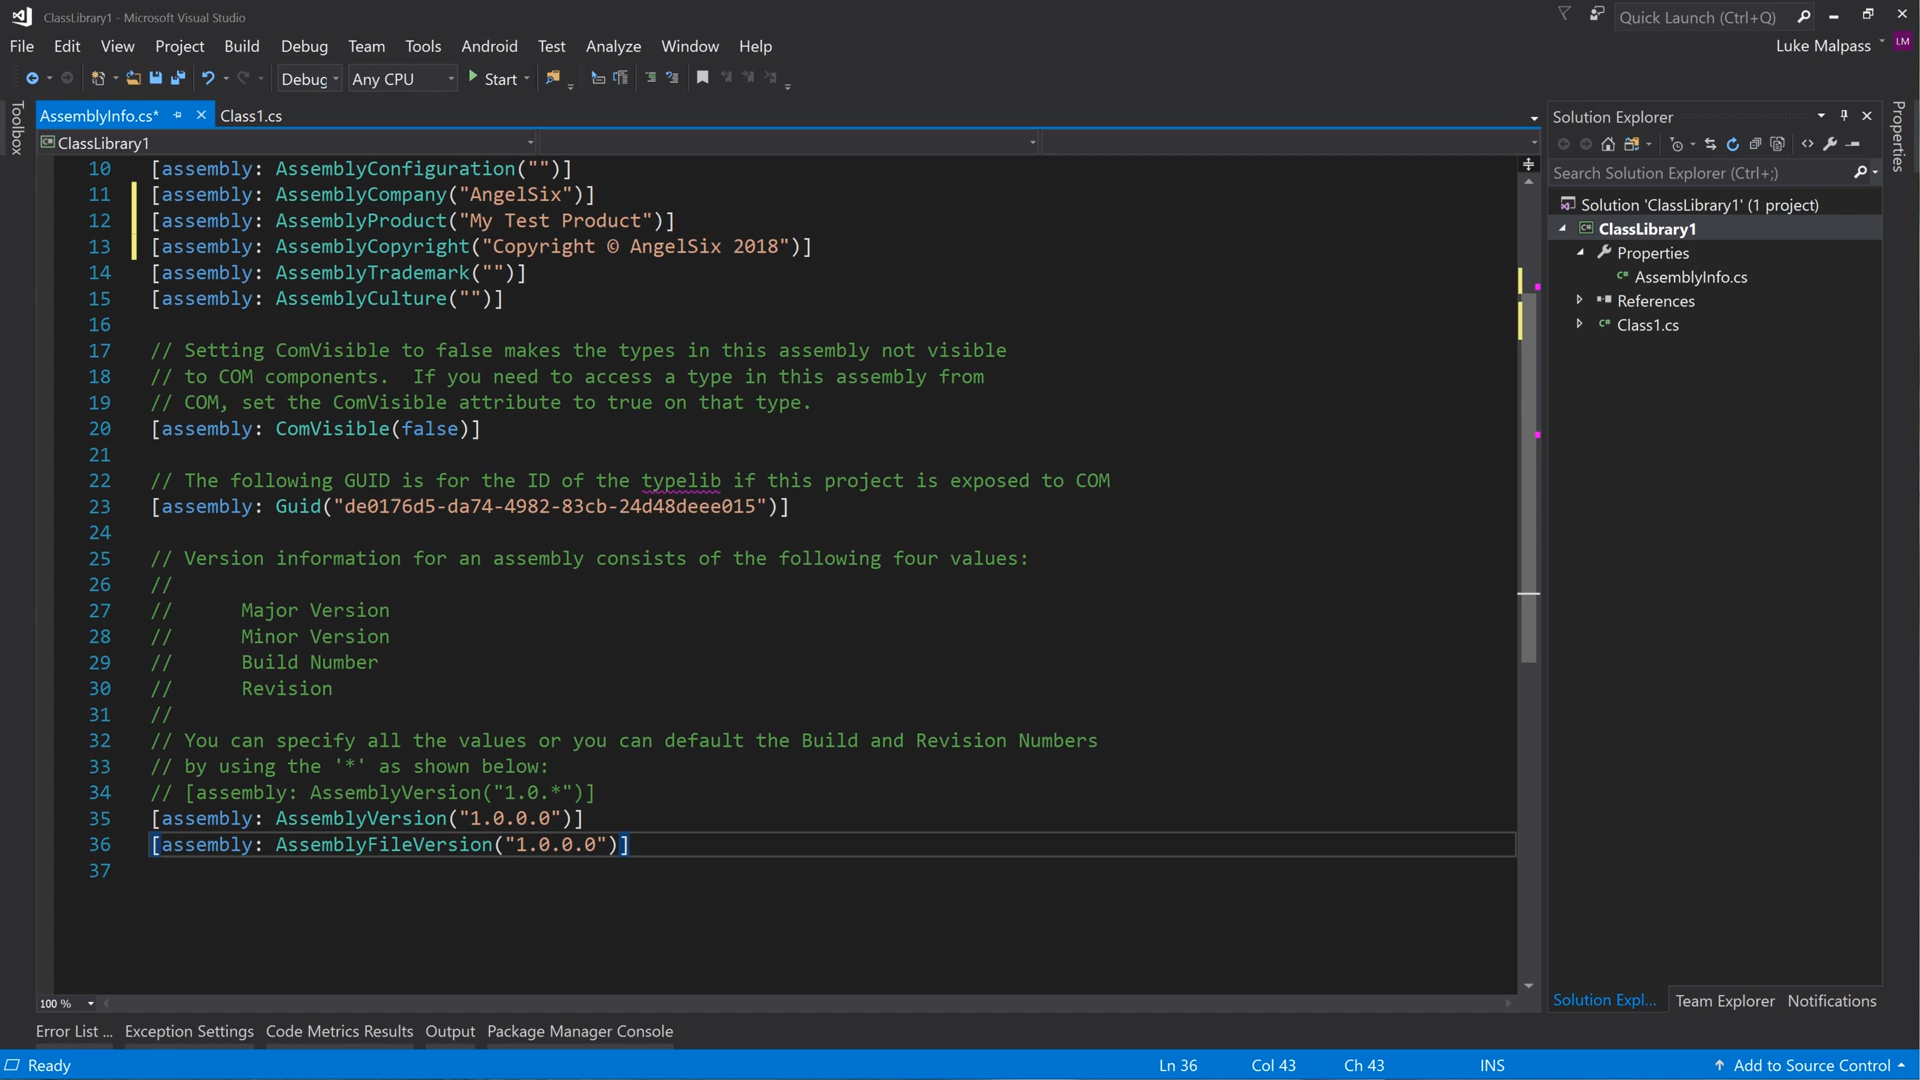 ClassLibrary1 - Microsoft Visual Studio
Quick Launch (Ctrl+Q)
File Edit View Project Build Debug Team Tools Android Test Analyze Window Help
Luke Malpass LM
Debug Any CPU Start
Toolbox
AssemblyInfo.cs* Class1.cs
ClassLibrary1
10 [assembly: AssemblyConfiguration("")]
11 [assembly: AssemblyCompany("AngelSix")]
12 [assembly: AssemblyProduct("My Test Product")]
13 [assembly: AssemblyCopyright("Copyright © AngelSix 2018")]
14 [assembly: AssemblyTrademark("")]
15 [assembly: AssemblyCulture("")]
16
17 // Setting ComVisible to false makes the types in this assembly not visible
18 // to COM components.  If you need to access a type in this assembly from
19 // COM, set the ComVisible attribute to true on that type.
20 [assembly: ComVisible(false)]
21
22 // The following GUID is for the ID of the typelib if this project is exposed to COM
23 [assembly: Guid("de0176d5-da74-4982-83cb-24d48deee015")]
24
25 // Version information for an assembly consists of the following four values:
26 //
27 //      Major Version
28 //      Minor Version
29 //      Build Number
30 //      Revision
31 //
32 // You can specify all the values or you can default the Build and Revision Numbers
33 // by using the '*' as shown below:
34 // [assembly: AssemblyVersion("1.0.*")]
35 [assembly: AssemblyVersion("1.0.0.0")]
36 [assembly: AssemblyFileVersion("1.0.0.0")]
37
100 %
Solution Explorer
Search Solution Explorer (Ctrl+;)
Solution 'ClassLibrary1' (1 project)
ClassLibrary1
Properties
AssemblyInfo.cs
References
Class1.cs
Properties
Solution Expl... Team Explorer Notifications
Error List ... Exception Settings Code Metrics Results Output Package Manager Console
Ready Ln 36 Col 43 Ch 43 INS Add to Source Control